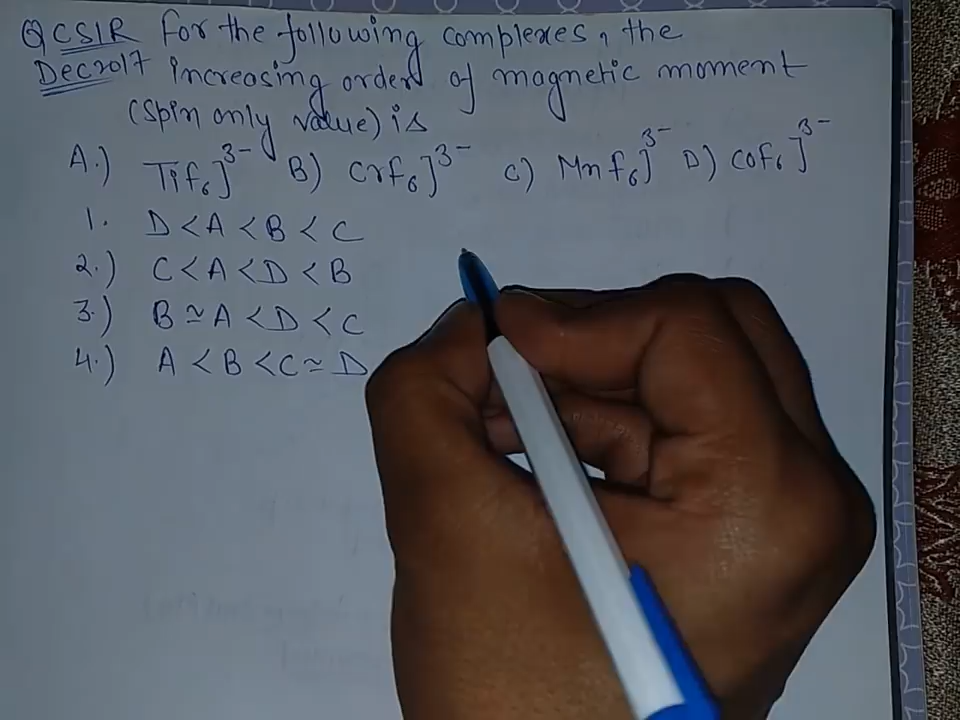 Q CSIR For the following complexes, the
Dec2017 increasing order of magnetic moment
(spin only value) is
A.) TiF6]3- B) CrF6]3- C) MnF6]3- D) CoF6]3-
1. D < A < B < C
2.) C < A < D < B
3.) B ≃ A < D < C
4.) A < B < C ≃ D